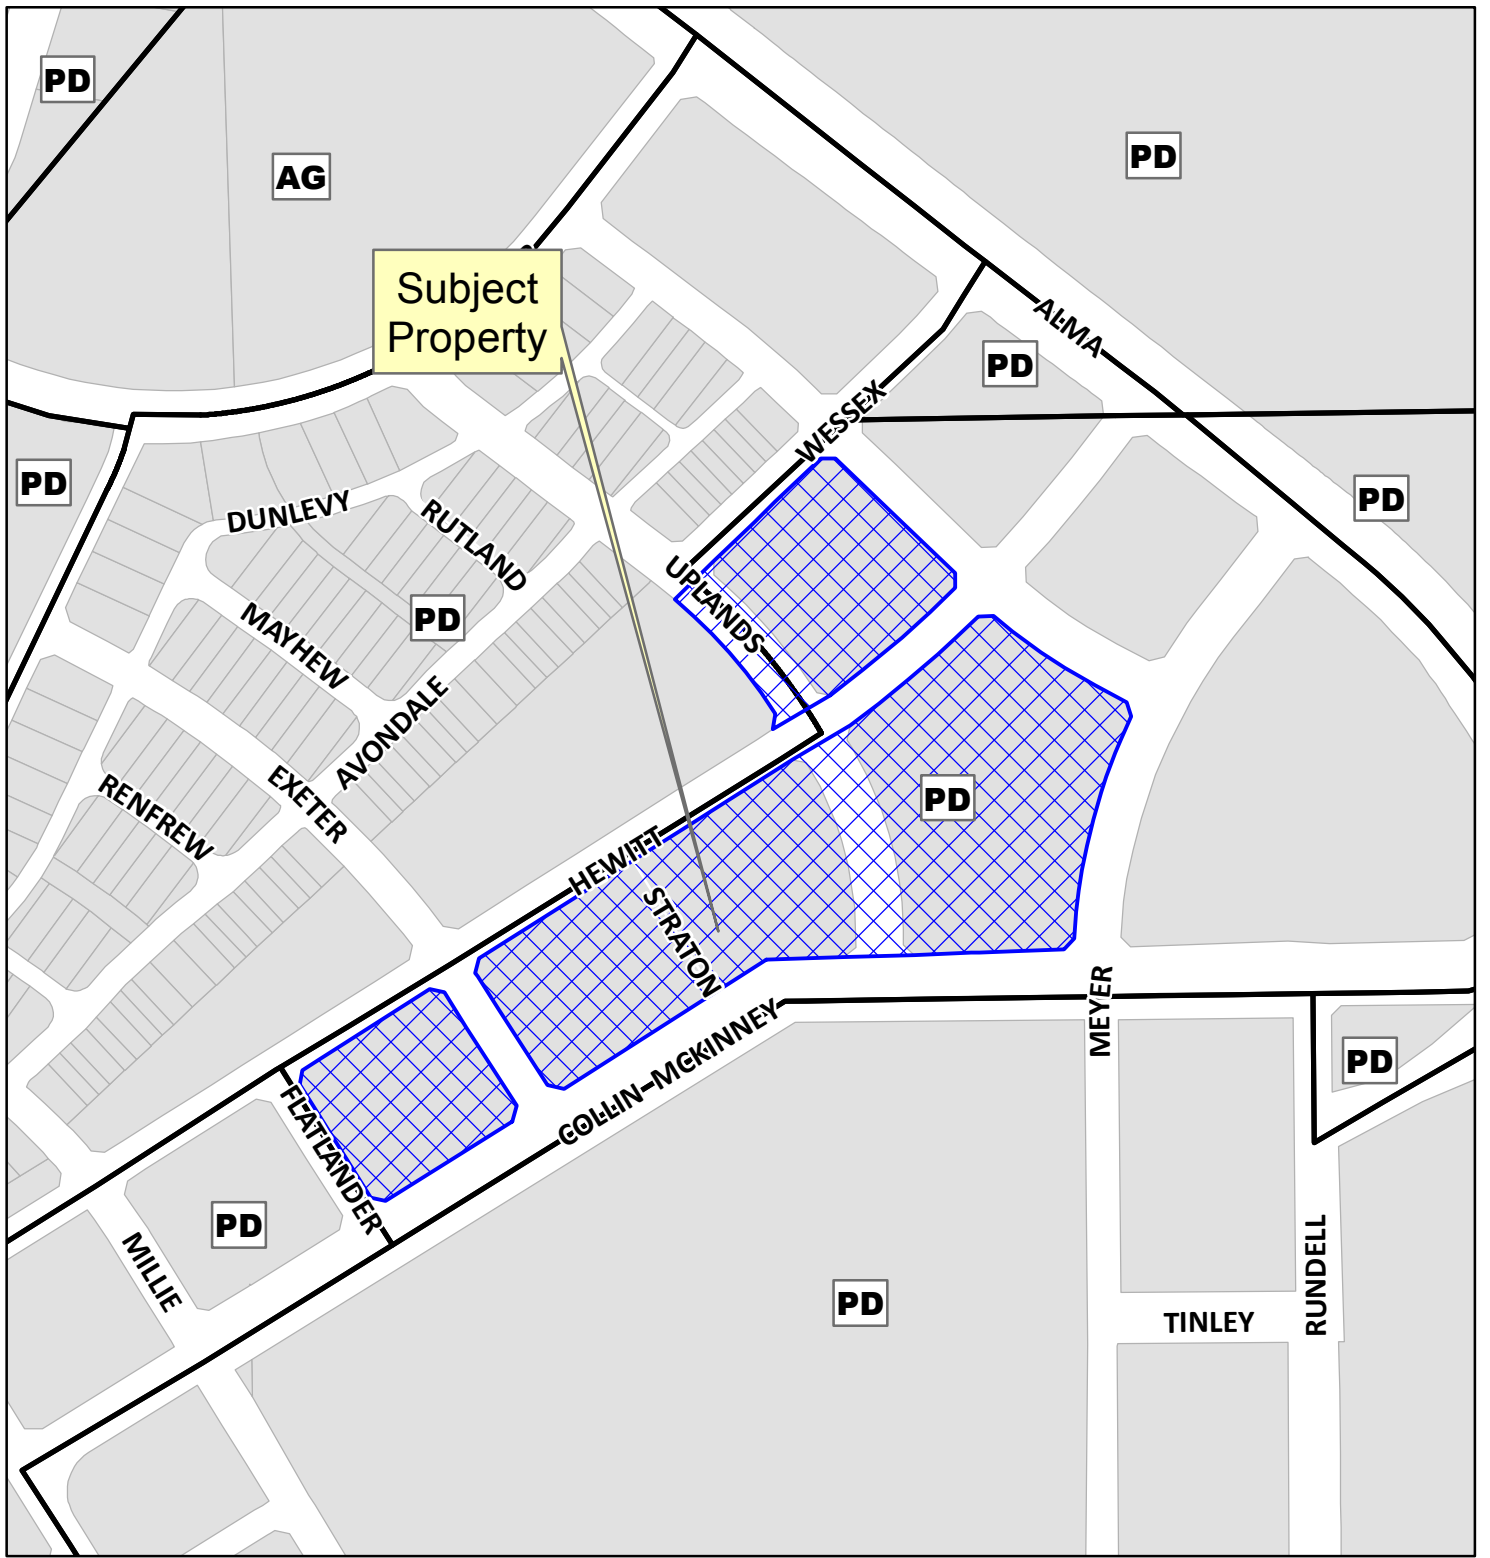 PD
PD
AG
Subject
Property
ALMA
PD
WESSEX
PD
PD
DUNLEVY
RUTLAND
UPLANDS
PD
MAYHEW
AVONDALE
EXETER
RENFREW
PD
HEWITT
STRATON
MEYER
COLLIN-MCKINNEY
PD
FLATLANDER
PD
MILLIE
PD
RUNDELL
TINLEY